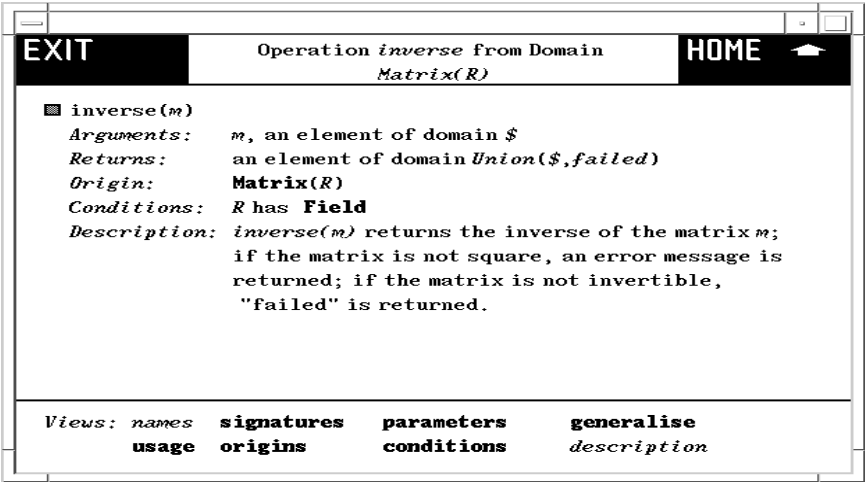 EXIT
Operation inverse from Domain
Matrix(R)
HOME
inverse(m)
Arguments: m, an element of domain $
Returns: an element of domain Union($,failed)
Origin: Matrix(R)
Conditions: R has Field
Description: inverse(m) returns the inverse of the matrix m;
if the matrix is not square, an error message is
returned; if the matrix is not invertible,
"failed" is returned.
Views: names signatures parameters generalise
usage origins conditions description